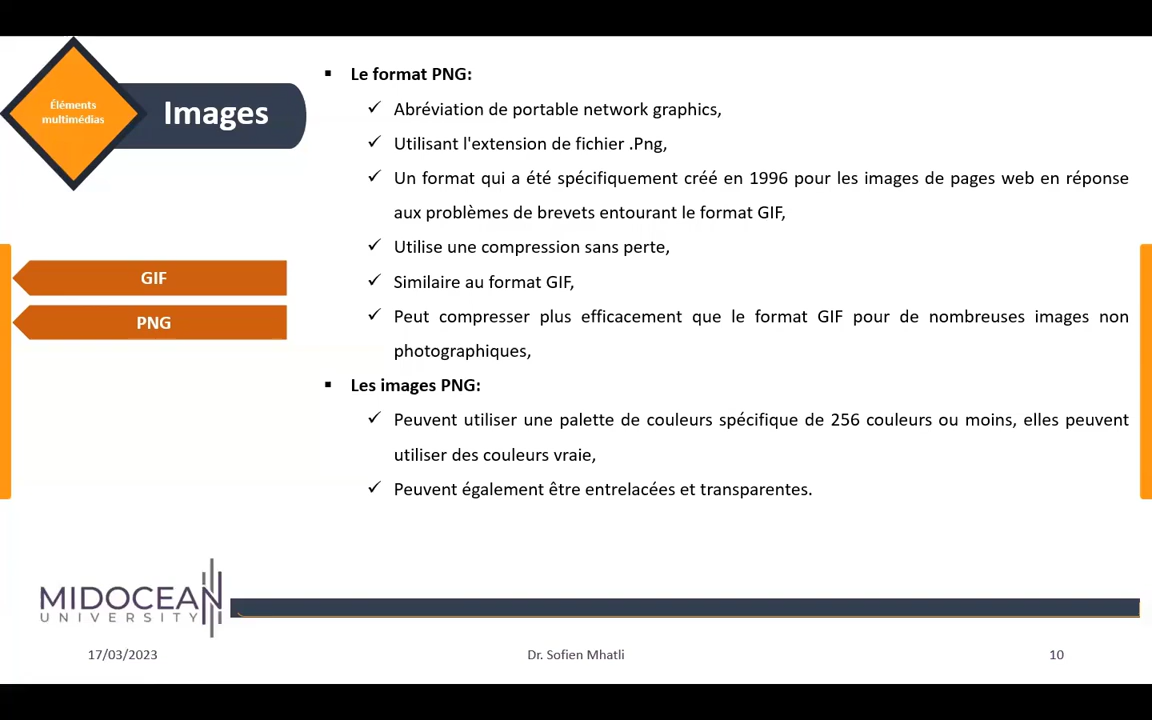 Éléments
multimédias
Images
GIF
PNG
▪ Le format PNG:
✓ Abréviation de portable network graphics,
✓ Utilisant l'extension de fichier .Png,
✓ Un format qui a été spécifiquement créé en 1996 pour les images de pages web en réponse
aux problèmes de brevets entourant le format GIF,
✓ Utilise une compression sans perte,
✓ Similaire au format GIF,
✓ Peut compresser plus efficacement que le format GIF pour de nombreuses images non
photographiques,
▪ Les images PNG:
✓ Peuvent utiliser une palette de couleurs spécifique de 256 couleurs ou moins, elles peuvent
utiliser des couleurs vraie,
✓ Peuvent également être entrelacées et transparentes.
MIDOCEAN
UNIVERSITY
17/03/2023
Dr. Sofien Mhatli
10